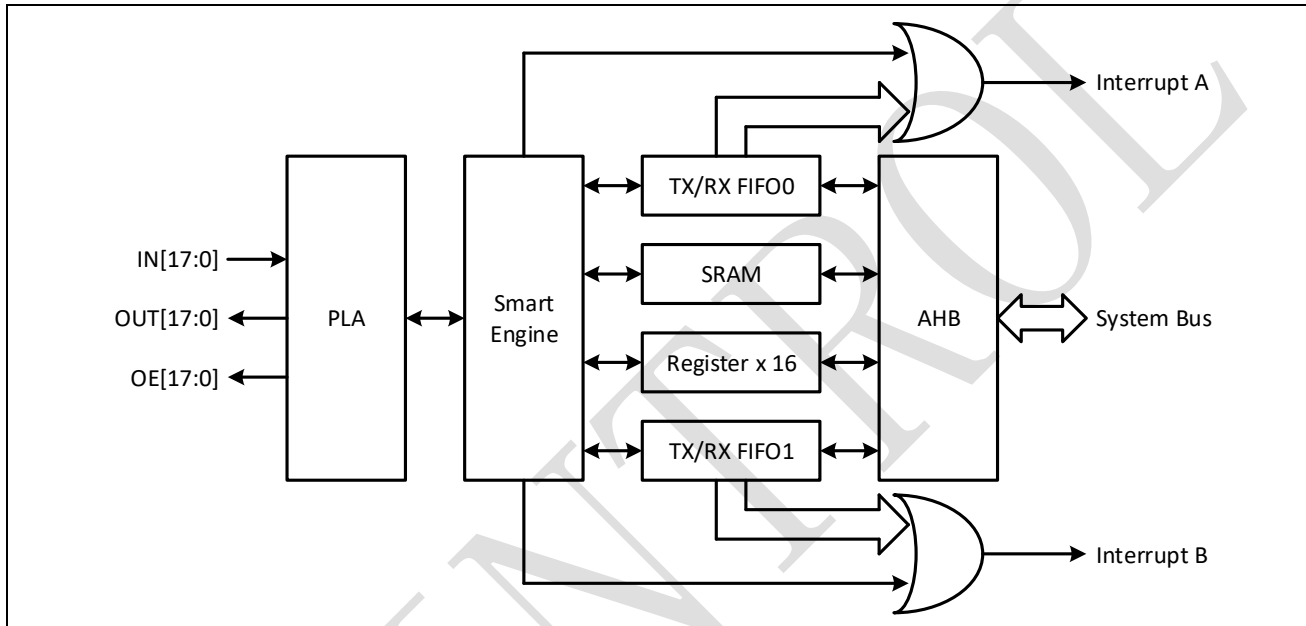 Interrupt A
TX/RX FIFO0
IN[17:0]
OUT[17:0]
OE[17:0]
PLA
Smart
Engine
SRAM
Register x 16
TX/RX FIFO1
AHB
System Bus
Interrupt B
NTROL